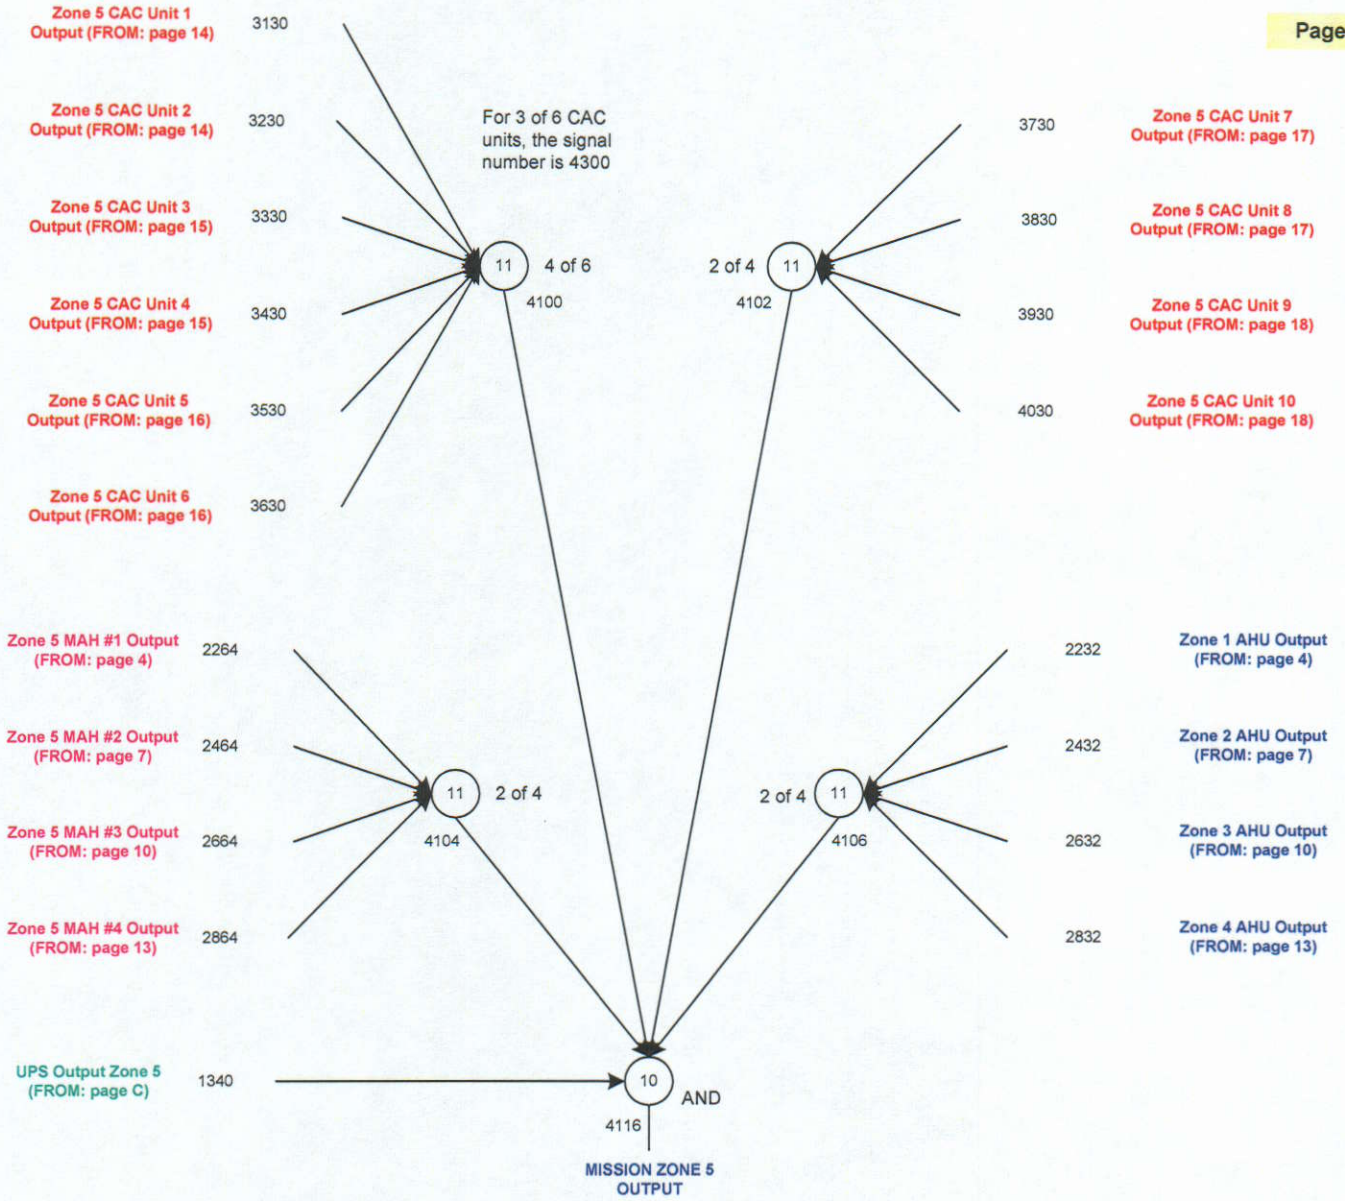 Zone 5 CAC Unit 1
Output (FROM: page 14)
3130
Page
Zone 5 CAC Unit 2
Output (FROM: page 14)
3230
For 3 of 6 CAC
units, the signal
number is 4300
3730
Zone 5 CAC Unit 7
Output (FROM: page 17)
Zone 5 CAC Unit 3
Output (FROM: page 15)
3330
3830
Zone 5 CAC Unit 8
Output (FROM: page 17)
11
4 of 6
4100
2 of 4
11
4102
Zone 5 CAC Unit 4
Output (FROM: page 15)
3430
3930
Zone 5 CAC Unit 9
Output (FROM: page 18)
Zone 5 CAC Unit 5
Output (FROM: page 16)
3530
4030
Zone 5 CAC Unit 10
Output (FROM: page 18)
Zone 5 CAC Unit 6
Output (FROM: page 16)
3630
Zone 5 MAH #1 Output
(FROM: page 4)
2264
2232
Zone 1 AHU Output
(FROM: page 4)
Zone 5 MAH #2 Output
(FROM: page 7)
2464
2432
Zone 2 AHU Output
(FROM: page 7)
11
2 of 4
4104
2 of 4
11
4106
Zone 5 MAH #3 Output
(FROM: page 10)
2664
2632
Zone 3 AHU Output
(FROM: page 10)
Zone 5 MAH #4 Output
(FROM: page 13)
2864
2832
Zone 4 AHU Output
(FROM: page 13)
UPS Output Zone 5
(FROM: page C)
1340
10
AND
4116
MISSION ZONE 5
OUTPUT